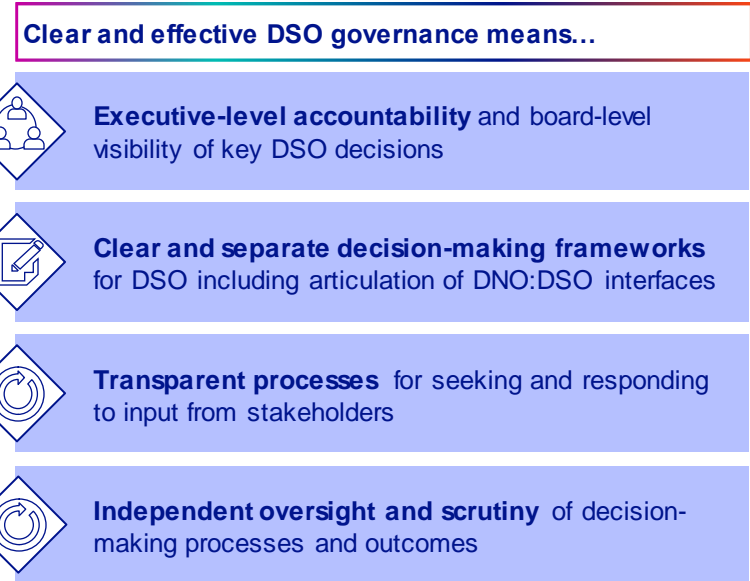 Clear and effective DSO governance means…
Executive-level accountability and board-level
visibility of key DSO decisions
Clear and separate decision-making frameworks
for DSO including articulation of DNO:DSO interfaces
Transparent processes for seeking and responding
to input from stakeholders
Independent oversight and scrutiny of decision-
making processes and outcomes